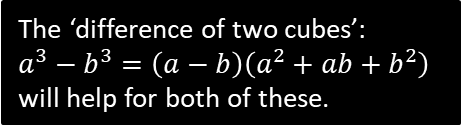 The ‘difference of two cubes’:
𝑎³ − 𝑏³ = (𝑎 − 𝑏)(𝑎² + 𝑎𝑏 + 𝑏²)
will help for both of these.